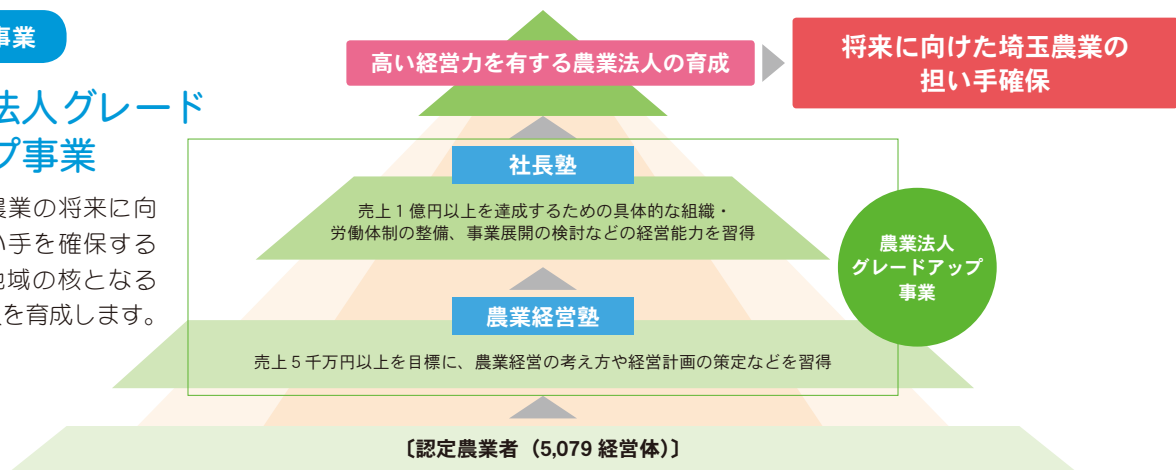 事業
法人グレード
プ事業
農業の将来に向
い手を確保する
地域の核となる
を育成します。
高い経営力を有する農業法人の育成
将来に向けた埼玉農業の
担い手確保
社長塾
売上1億円以上を達成するための具体的な組織・
労働体制の整備、事業展開の検討などの経営能力を習得
農業経営塾
売上5千万円以上を目標に、農業経営の考え方や経営計画の策定などを習得
農業法人
グレードアップ
事業
〔認定農業者（5,079 経営体）〕